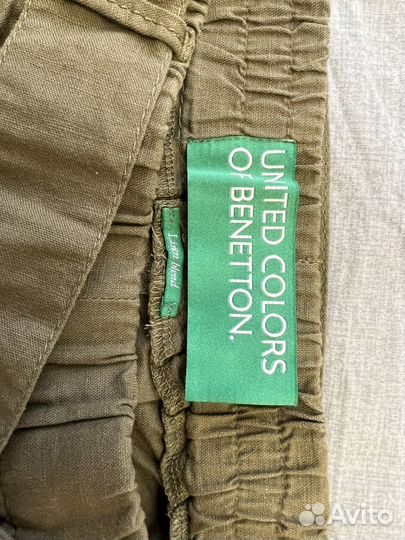 UNITED COLORS
OF BENETTON.
Linen blend
Avito